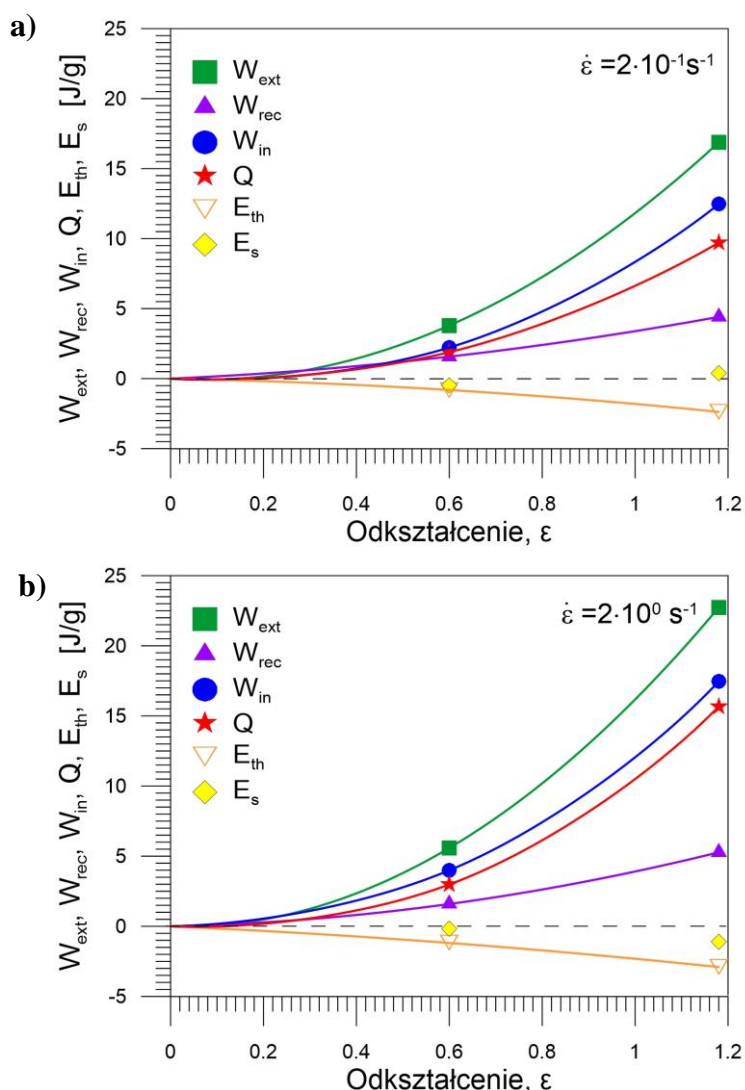 a)
25
20
15
10
5
0
-5
W_ext, W_rec, W_in, Q, E_th, E_s [J/g]
ε̇ =2·10⁻¹s⁻¹
W_ext
W_rec
W_in
Q
E_th
E_s
0 0.2 0.4 0.6 0.8 1 1.2
Odkształcenie, ε
b)
25
20
15
10
5
0
-5
W_ext, W_rec, W_in, Q, E_th, E_s [J/g]
ε̇ =2·10⁰ s⁻¹
W_ext
W_rec
W_in
Q
E_th
E_s
0 0.2 0.4 0.6 0.8 1 1.2
Odkształcenie, ε